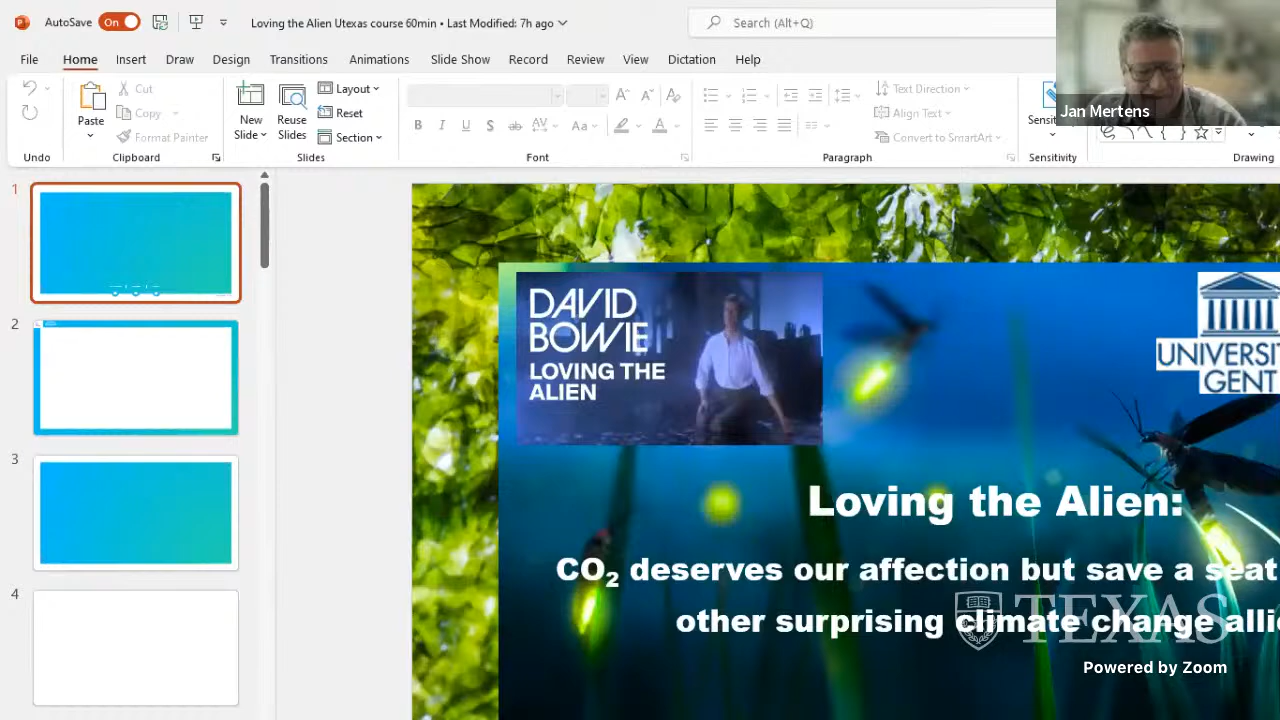 AutoSave On Loving the Alien Utexas course 60min • Last Modified: 7h ago Search (Alt+Q)
File Home Insert Draw Design Transitions Animations Slide Show Record Review View Dictation Help
Jan Mertens
Undo
Paste Cut
Copy
Format Painter
Clipboard
New Slide
Reuse Slides
Layout
Reset
Section
Slides
B I U S ab AV Aa A
Font
Text Direction
Align Text
Convert to SmartArt
Paragraph
Sensitivity
Drawing
1
2
3
4
DAVID
BOWIE
LOVING THE
ALIEN
UNIVERSIT
GENT
Loving the Alien:
CO2 deserves our affection but save a seat
other surprising climate change allie
TEXAS
Powered by Zoom